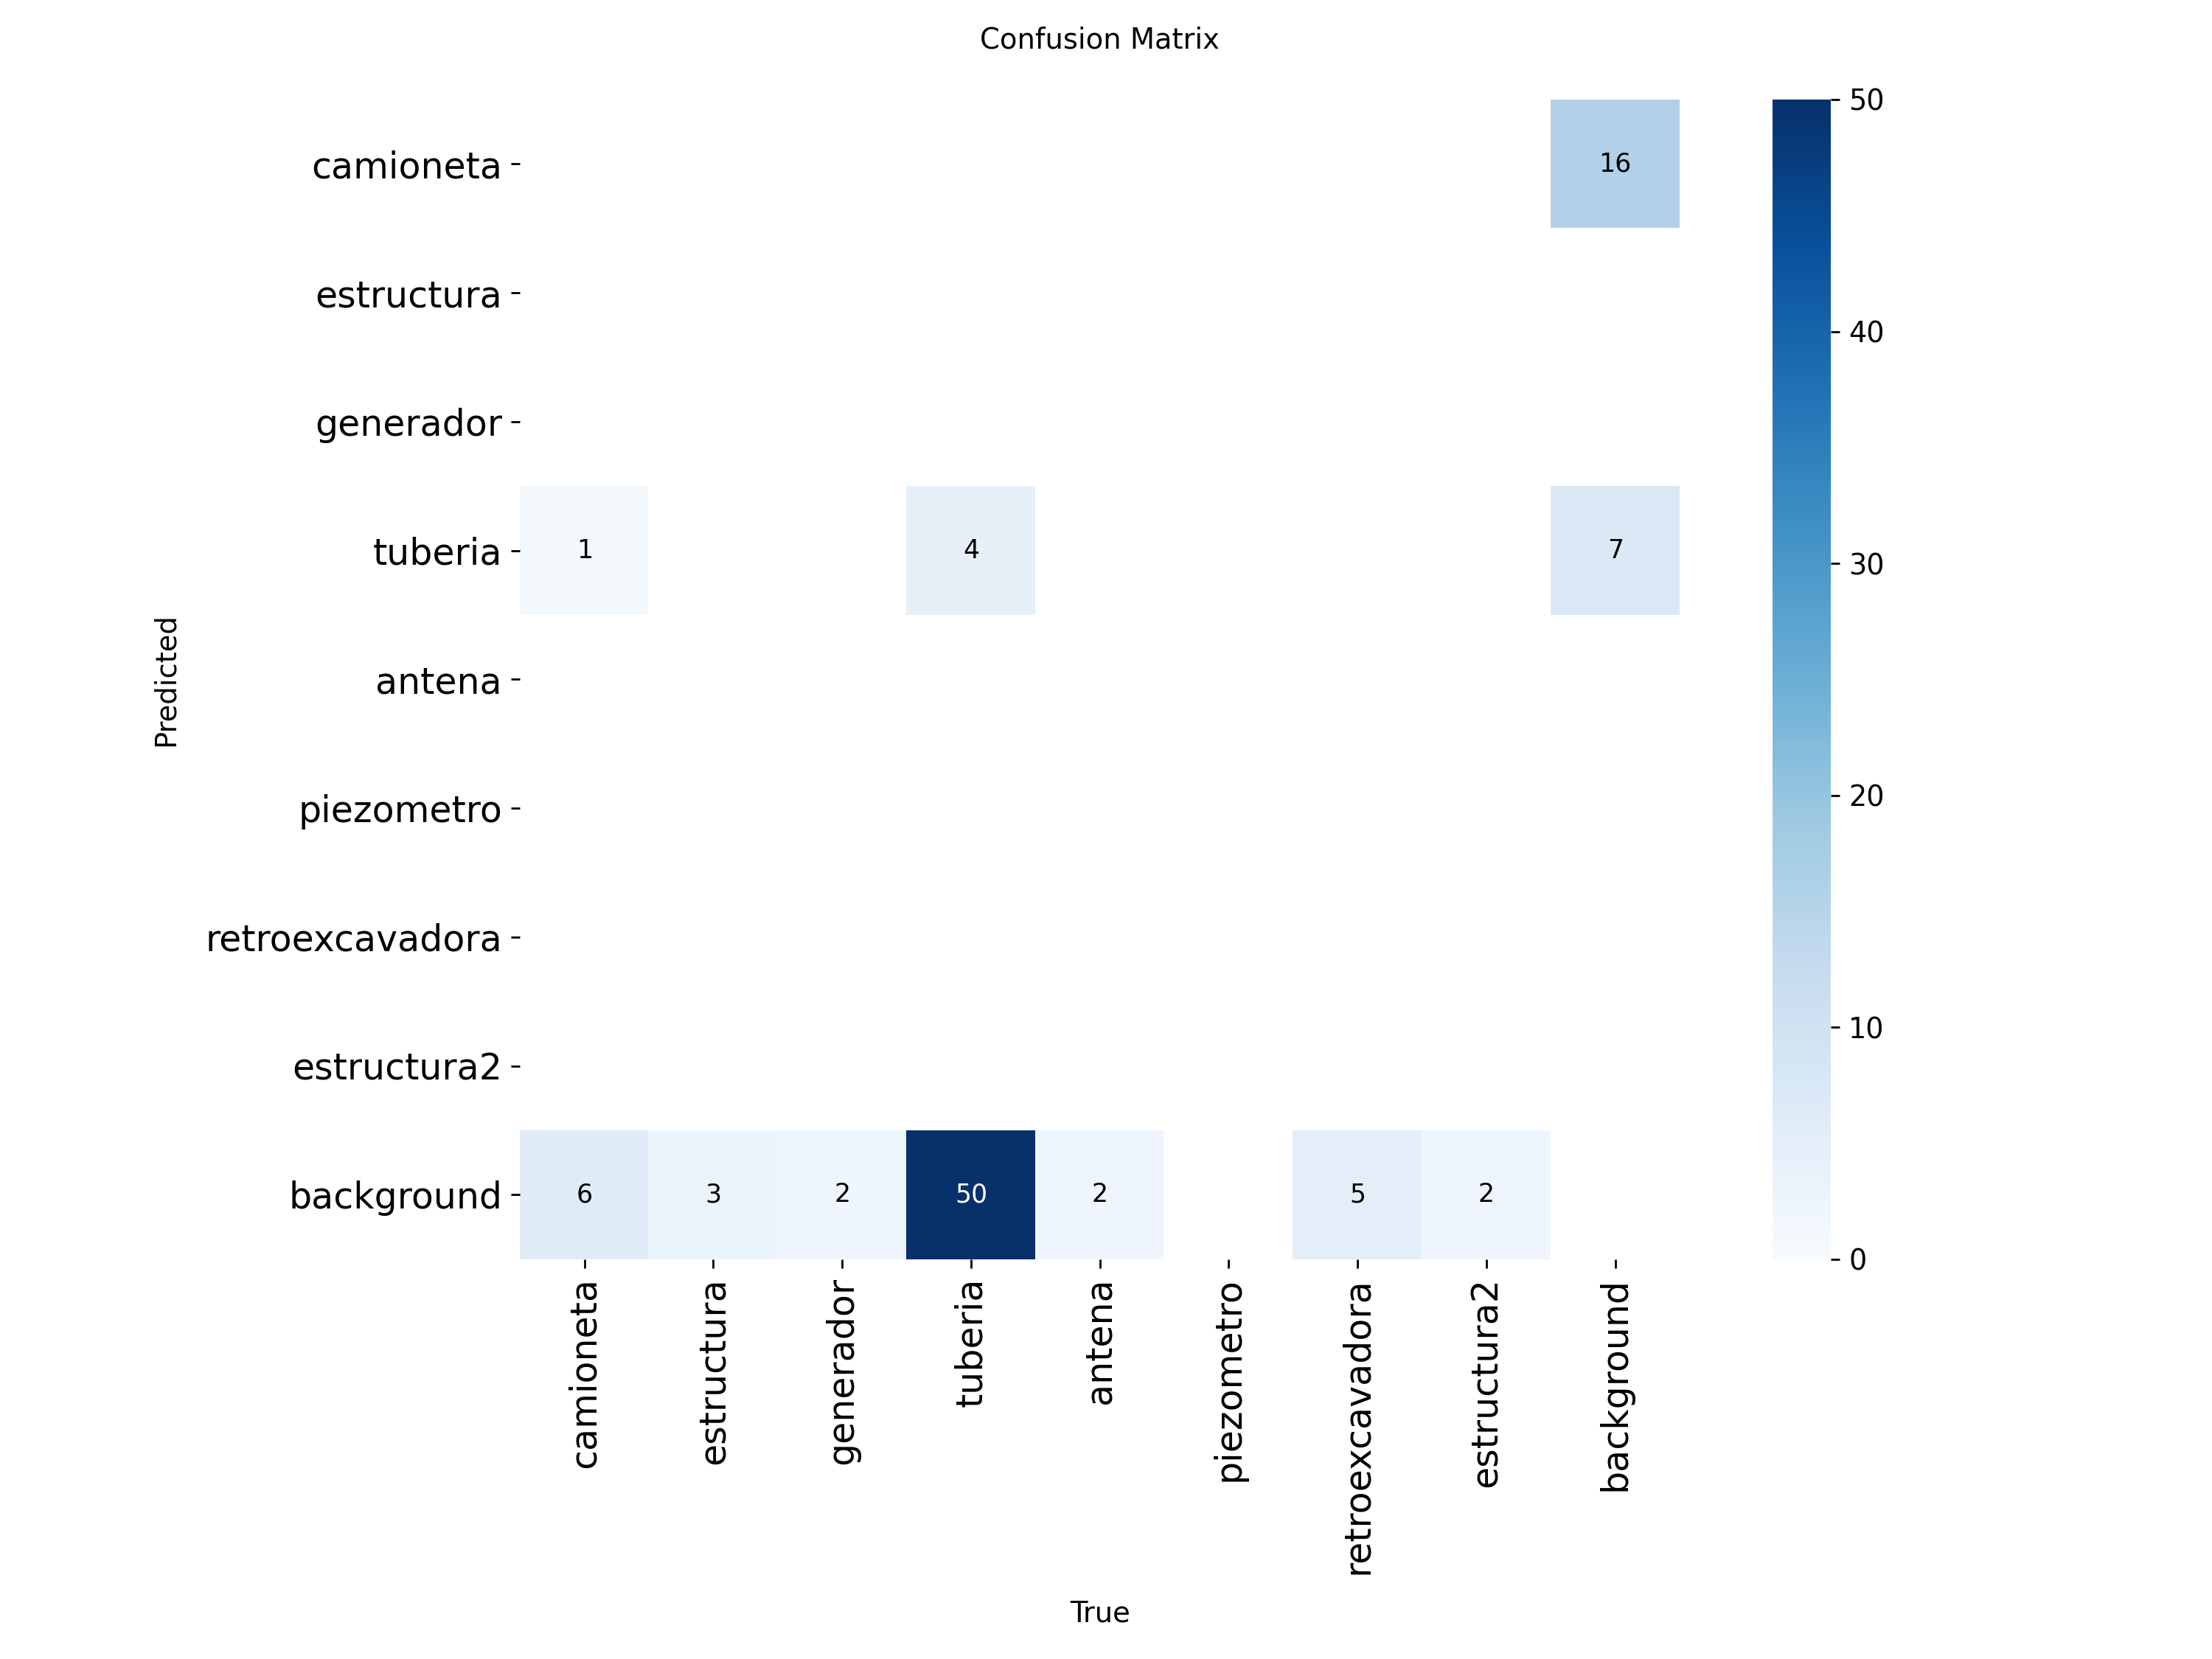 Confusion Matrix
Predicted
camioneta
16
estructura
generador
tuberia
1 4 7
antena
piezometro
retroexcavadora
estructura2
background
6 3 2 50 2 5 2
camioneta
estructura
generador
tuberia
antena
piezometro
retroexcavadora
estructura2
background
True
50
40
30
20
10
0